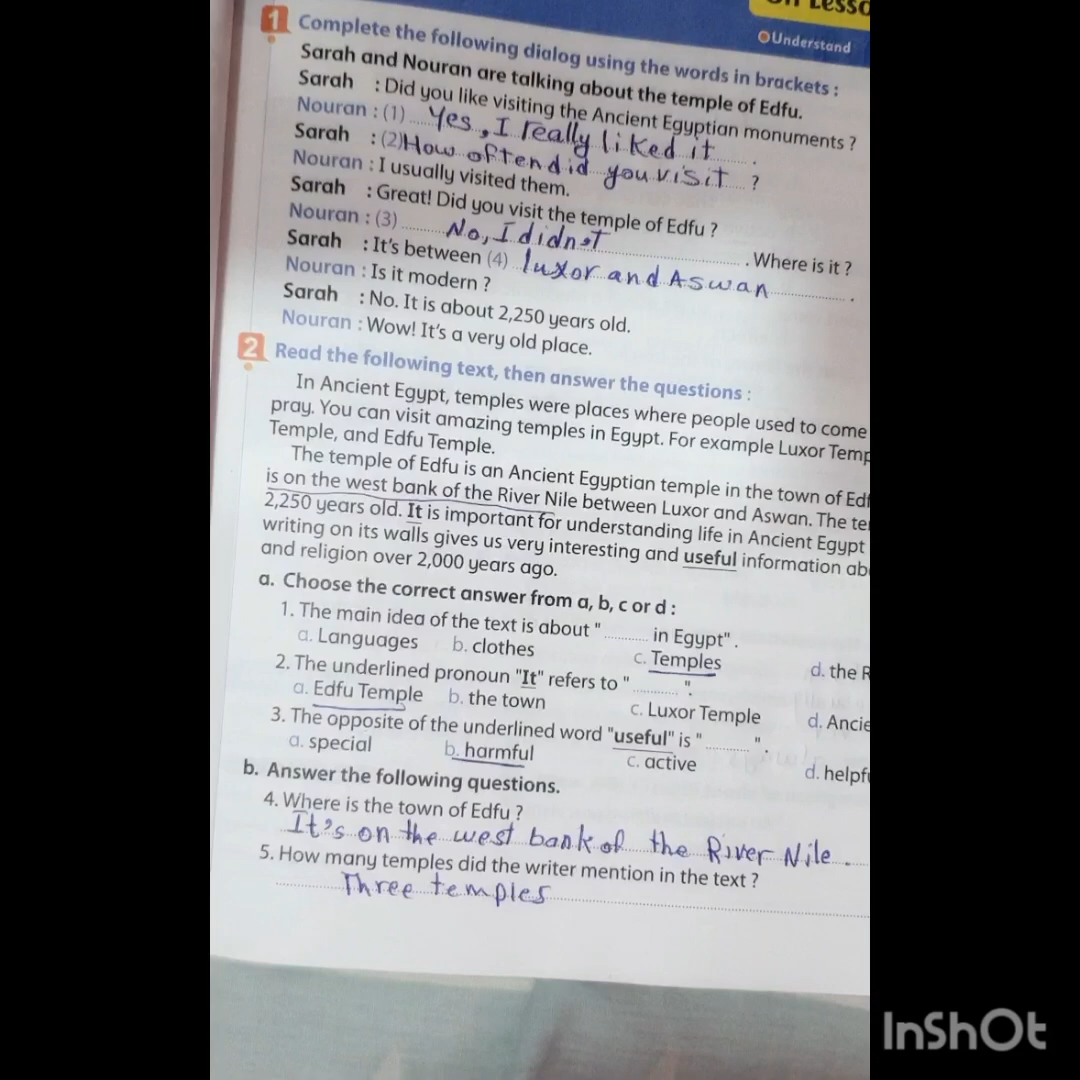 on Lesso
Understand
1 Complete the following dialog using the words in brackets :
Sarah and Nouran are talking about the temple of Edfu.
Sarah : Did you like visiting the Ancient Egyptian monuments ?
Nouran : (1) Yes, I really liked it .
Sarah : (2) How often did you visit ?
Nouran : I usually visited them.
Sarah : Great! Did you visit the temple of Edfu ?
Nouran : (3) No, I didnot . Where is it ?
Sarah : It's between (4) luxor and Aswan .
Nouran : Is it modern ?
Sarah : No. It is about 2,250 years old.
Nouran : Wow! It's a very old place.
2 Read the following text, then answer the questions :
In Ancient Egypt, temples were places where people used to come
pray. You can visit amazing temples in Egypt. For example Luxor Temp
Temple, and Edfu Temple.
The temple of Edfu is an Ancient Egyptian temple in the town of Edf
is on the west bank of the River Nile between Luxor and Aswan. The te
2,250 years old. It is important for understanding life in Ancient Egypt
writing on its walls gives us very interesting and useful information ab
and religion over 2,000 years ago.
a. Choose the correct answer from a, b, c or d :
1. The main idea of the text is about " .......... in Egypt" .
a. Languages b. clothes c. Temples d. the R
2. The underlined pronoun "It" refers to " .......... ".
a. Edfu Temple b. the town c. Luxor Temple d. Ancie
3. The opposite of the underlined word "useful" is " .......... " .
a. special b. harmful c. active d. helpfu
b. Answer the following questions.
4. Where is the town of Edfu ?
It's on the west bank of the River Nile .
5. How many temples did the writer mention in the text ?
Three temples
InShOt